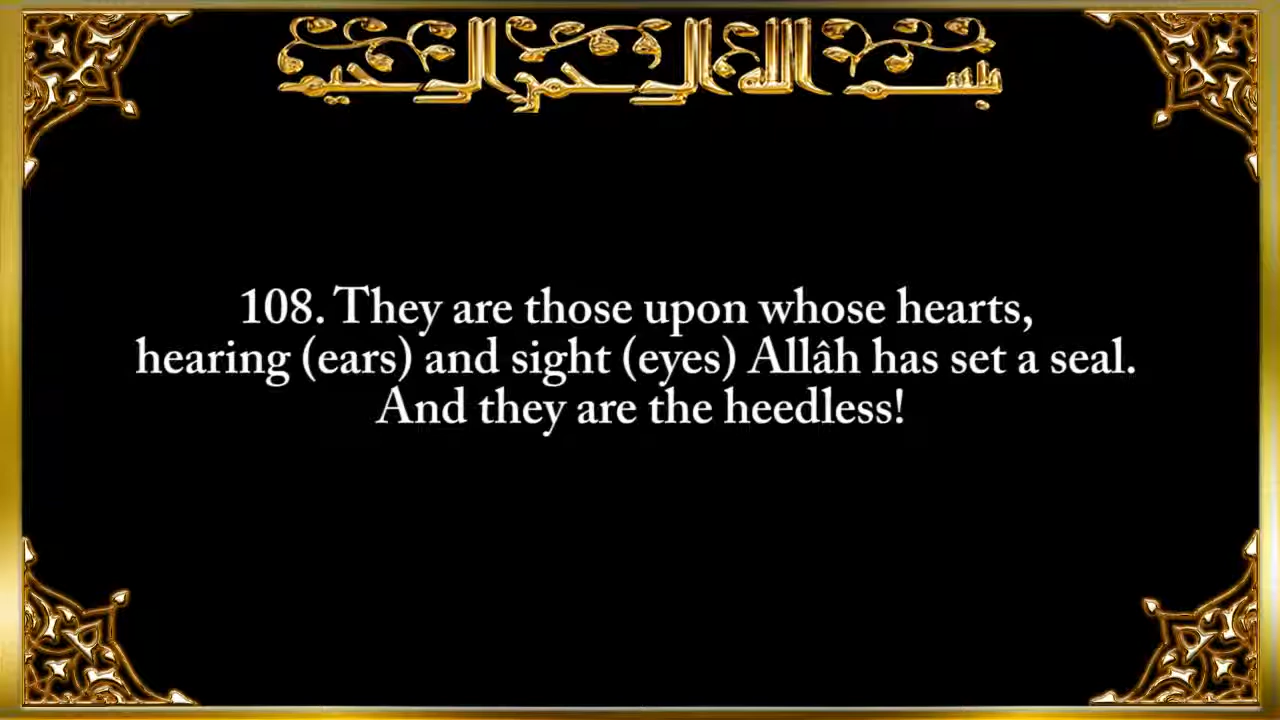 بسم الله الرحمن الرحيم
108. They are those upon whose hearts,
hearing (ears) and sight (eyes) Allâh has set a seal.
And they are the heedless!